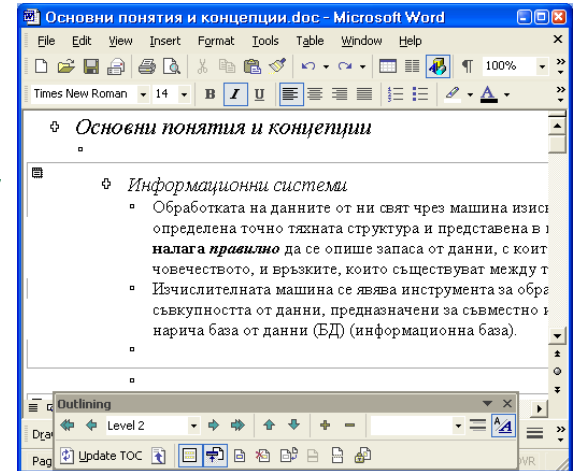 Основни понятия и концепции.doc - Microsoft Word
File Edit View Insert Format Tools Table Window Help
100%
Times New Roman 14 B I U A
Основни понятия и концепции
Информационни системи
Обработката на данните от ни свят чрез машина
определена точно тяхната структура и представена в
налага правилно да се опише запаса от данни, с
човечеството, и връзките, които съществуват между
Изчислителната машина се явява инструмента за
съвкупността от данни, предназначени за съвместно
нарича база от данни (БД) (информационна база).
Outlining
Level 2
Update TOC